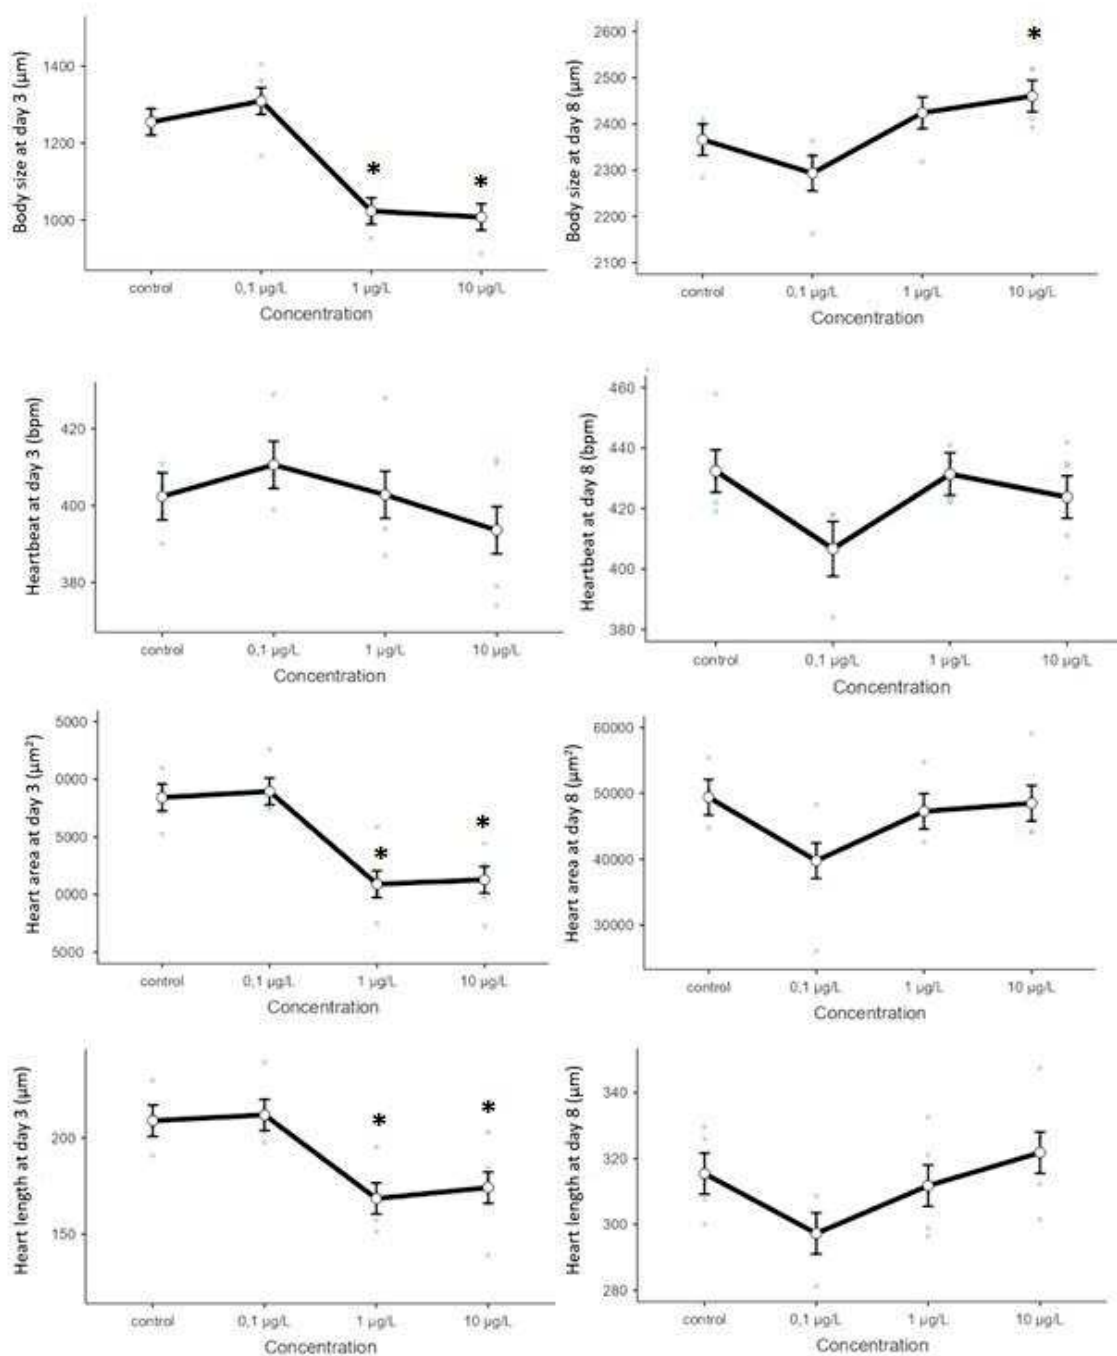 Body size at day 3 (µm)
1400
1200
1000
*
*
control
0,1 µg/L
1 µg/L
10 µg/L
Concentration
Body size at day 8 (µm)
2600
2500
2400
2300
2200
2100
*
control
0,1 µg/L
1 µg/L
10 µg/L
Concentration
Heartbeat at day 3 (bpm)
420
400
380
control
0,1 µg/L
1 µg/L
10 µg/L
Concentration
Heartbeat at day 8 (bpm)
460
440
420
400
380
control
0,1 µg/L
1 µg/L
10 µg/L
Concentration
Heart area at day 3 (µm²)
5000
0000
5000
0000
5000
*
*
control
0,1 µg/L
1 µg/L
10 µg/L
Concentration
Heart area at day 8 (µm²)
60000
50000
40000
30000
control
0,1 µg/L
1 µg/L
10 µg/L
Concentration
Heart length at day 3 (µm)
200
150
*
*
control
0,1 µg/L
1 µg/L
10 µg/L
Concentration
Heart length at day 8 (µm)
340
320
300
280
control
0,1 µg/L
1 µg/L
10 µg/L
Concentration